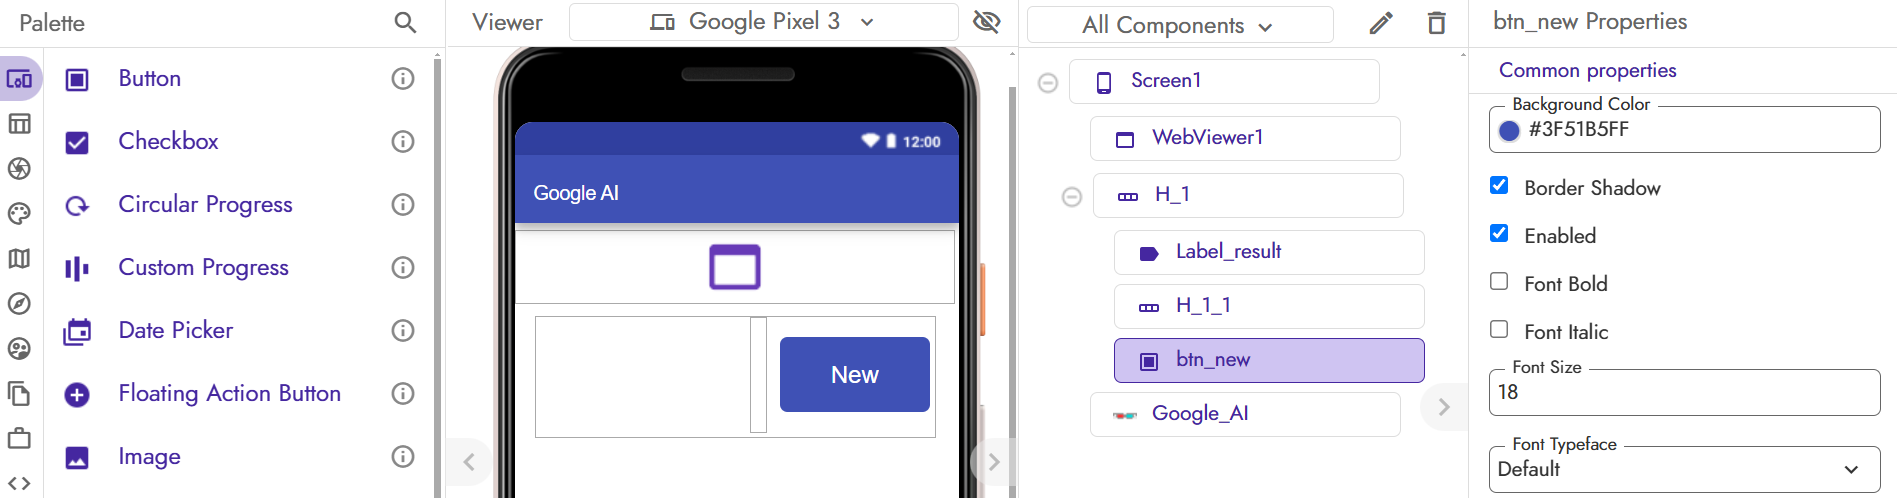 Palette
Button
Checkbox
Circular Progress
Custom Progress
Date Picker
Floating Action Button
Image
Viewer
Google Pixel 3
12:00
Google AI
New
All Components
Screen1
WebViewer1
H_1
Label_result
H_1_1
btn_new
Google_AI
btn_new Properties
Common properties
Background Color
#3F51B5FF
Border Shadow
Enabled
Font Bold
Font Italic
Font Size
18
Font Typeface
Default